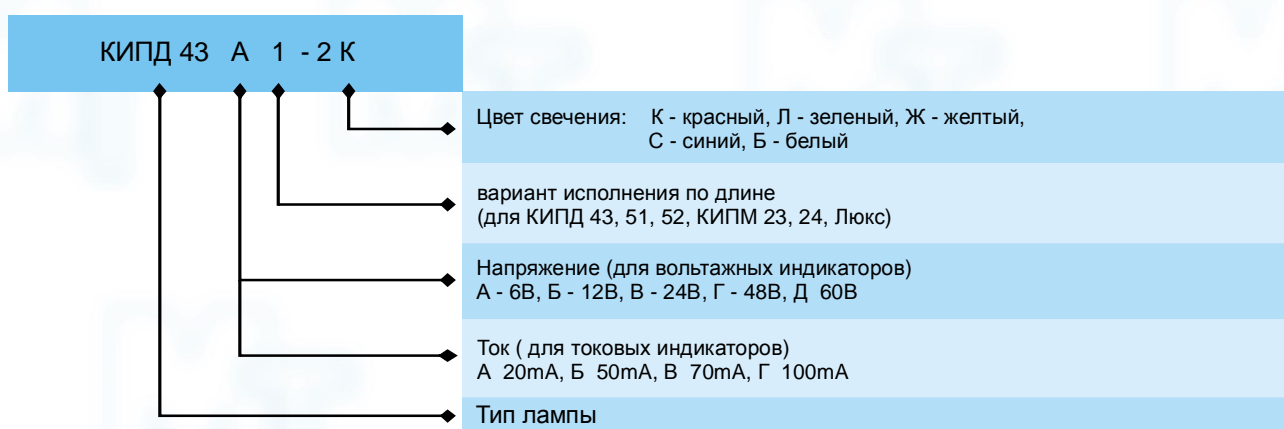 КИПД 43 А 1 - 2 К
Цвет свечения: К - красный, Л - зеленый, Ж - желтый,
С - синий, Б - белый
вариант исполнения по длине
(для КИПД 43, 51, 52, КИПМ 23, 24, Люкс)
Напряжение (для вольтажных индикаторов)
А - 6В, Б - 12В, В - 24В, Г - 48В, Д 60В
Ток ( для токовых индикаторов)
А 20mA, Б 50mA, В 70mA, Г 100mA
Тип лампы